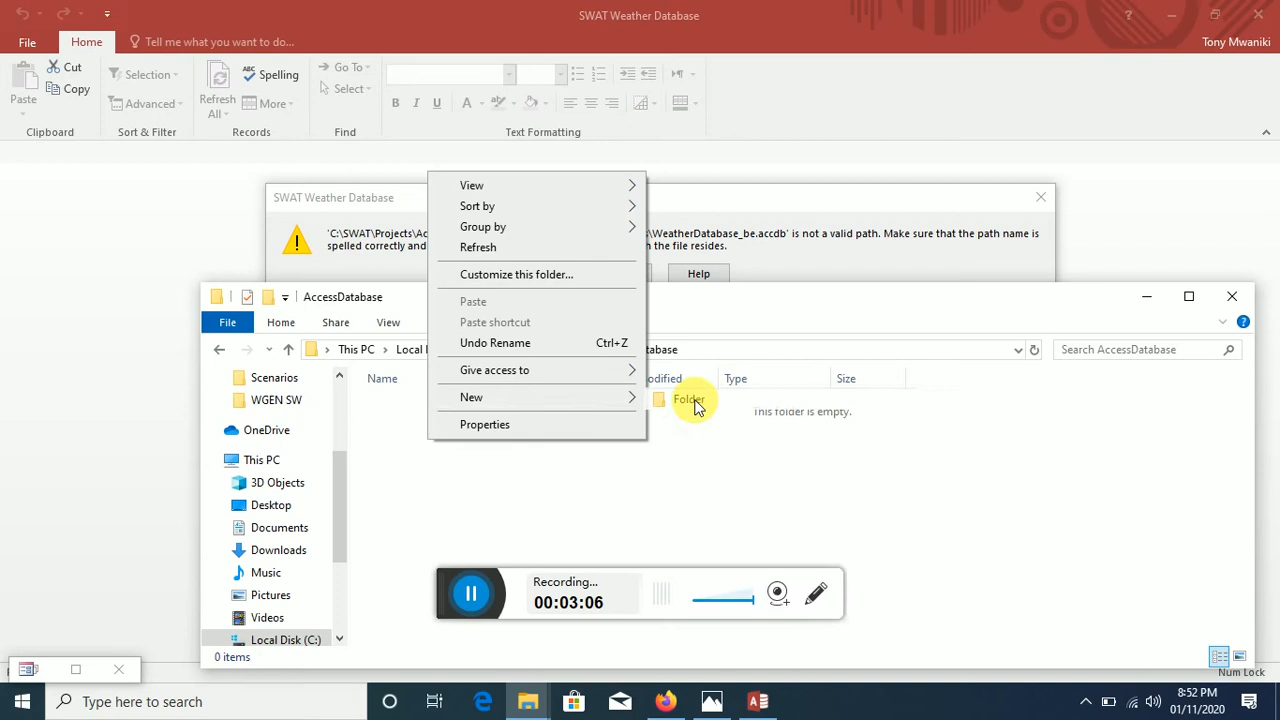 SWAT Weather Database
File
Home
Tell me what you want to do...
Tony Mwaniki
Paste
Cut
Copy
Clipboard
Selection
Advanced
Sort & Filter
Refresh
All
Spelling
More
Records
Go To
Select
Find
B I U
A
Text Formatting
SWAT Weather Database
'C:\SWAT\Projects\Ac
\WeatherDatabase_be.accdb' is not a valid path. Make sure that the path name is
spelled correctly and
the file resides.
Help
View
Sort by
Group by
Refresh
Customize this folder...
Paste
Paste shortcut
Undo Rename Ctrl+Z
Give access to
New
Properties
Folder
AccessDatabase
File
Home
Share
View
This PC
Local
tabase
Search AccessDatabase
Name
odified
Type
Size
This folder is empty.
Scenarios
WGEN SW
OneDrive
This PC
3D Objects
Desktop
Documents
Downloads
Music
Pictures
Videos
Local Disk (C:)
0 items
Recording...
00:03:06
Num Lock
Type here to search
8:52 PM
01/11/2020